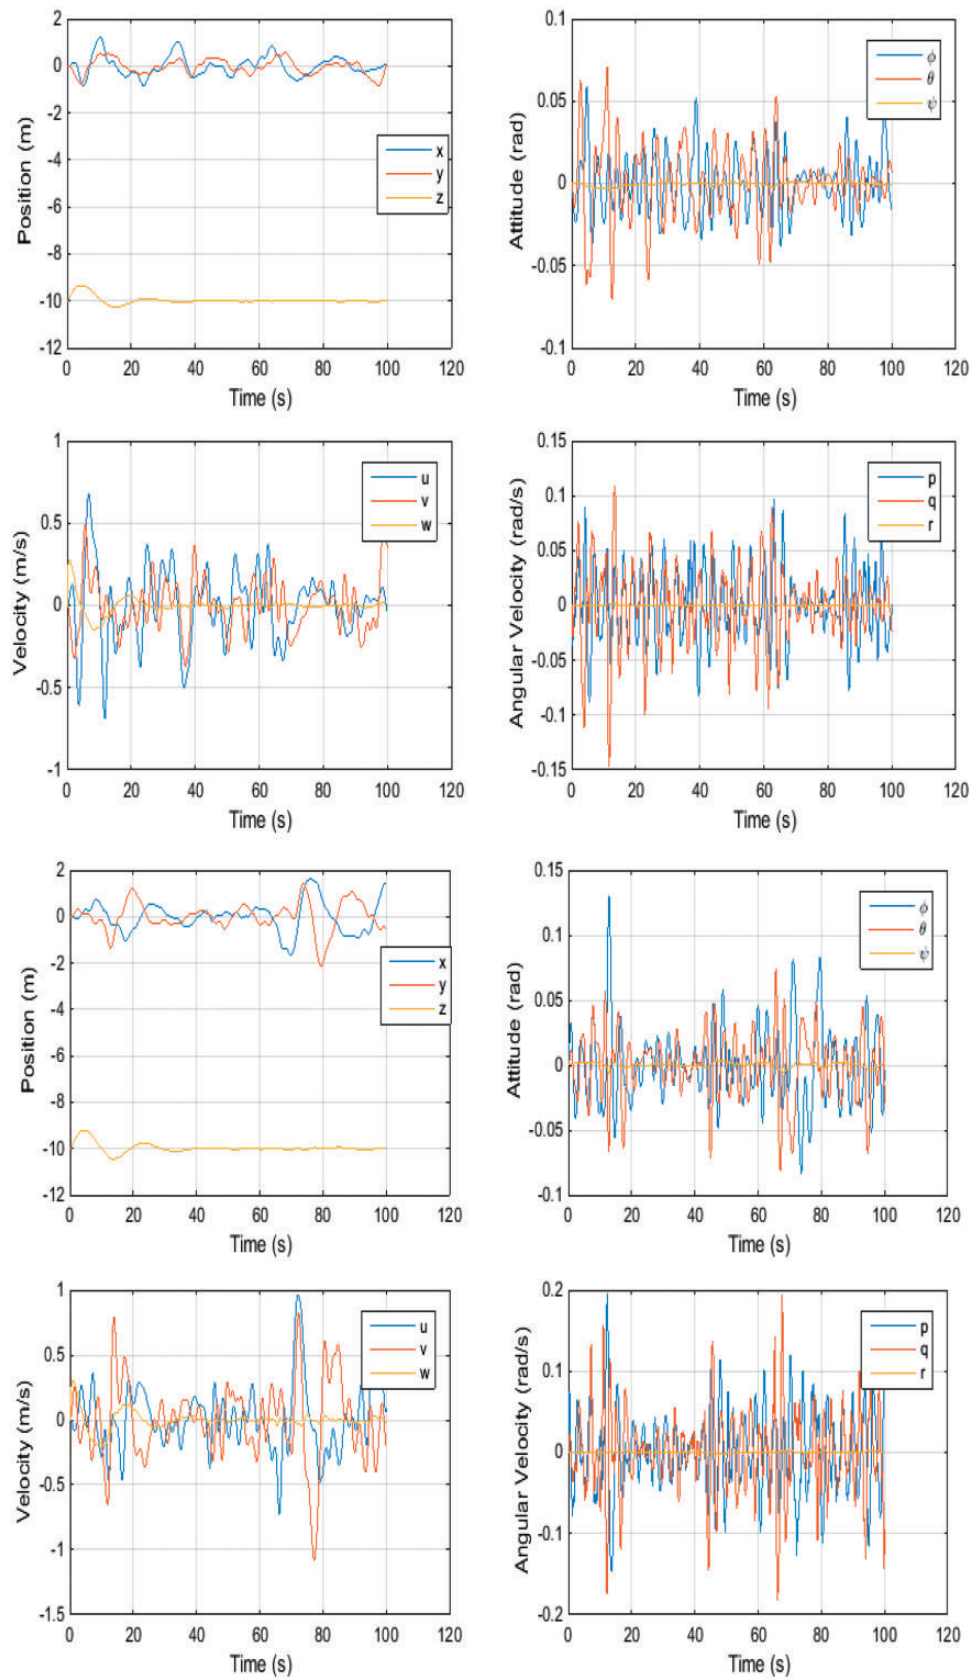 2
0
-2
-4
-6
-8
-10
-12
Position (m)
x
y
z
0 20 40 60 80 100 120
Time (s)
0.1
0.05
0
-0.05
-0.1
Attitude (rad)
ϕ
θ
ψ
0 20 40 60 80 100 120
Time (s)
1
0.5
0
-0.5
-1
Velocity (m/s)
u
v
w
0 20 40 60 80 100 120
Time (s)
0.15
0.1
0.05
0
-0.05
-0.1
-0.15
Angular Velocity (rad/s)
p
q
r
0 20 40 60 80 100 120
Time (s)
2
0
-2
-4
-6
-8
-10
-12
Position (m)
x
y
z
0 20 40 60 80 100 120
Time (s)
0.15
0.1
0.05
0
-0.05
-0.1
Attitude (rad)
ϕ
θ
ψ
0 20 40 60 80 100 120
Time (s)
1
0.5
0
-0.5
-1
-1.5
Velocity (m/s)
u
v
w
0 20 40 60 80 100 120
Time (s)
0.2
0.1
0
-0.1
-0.2
Angular Velocity (rad/s)
p
q
r
0 20 40 60 80 100 120
Time (s)